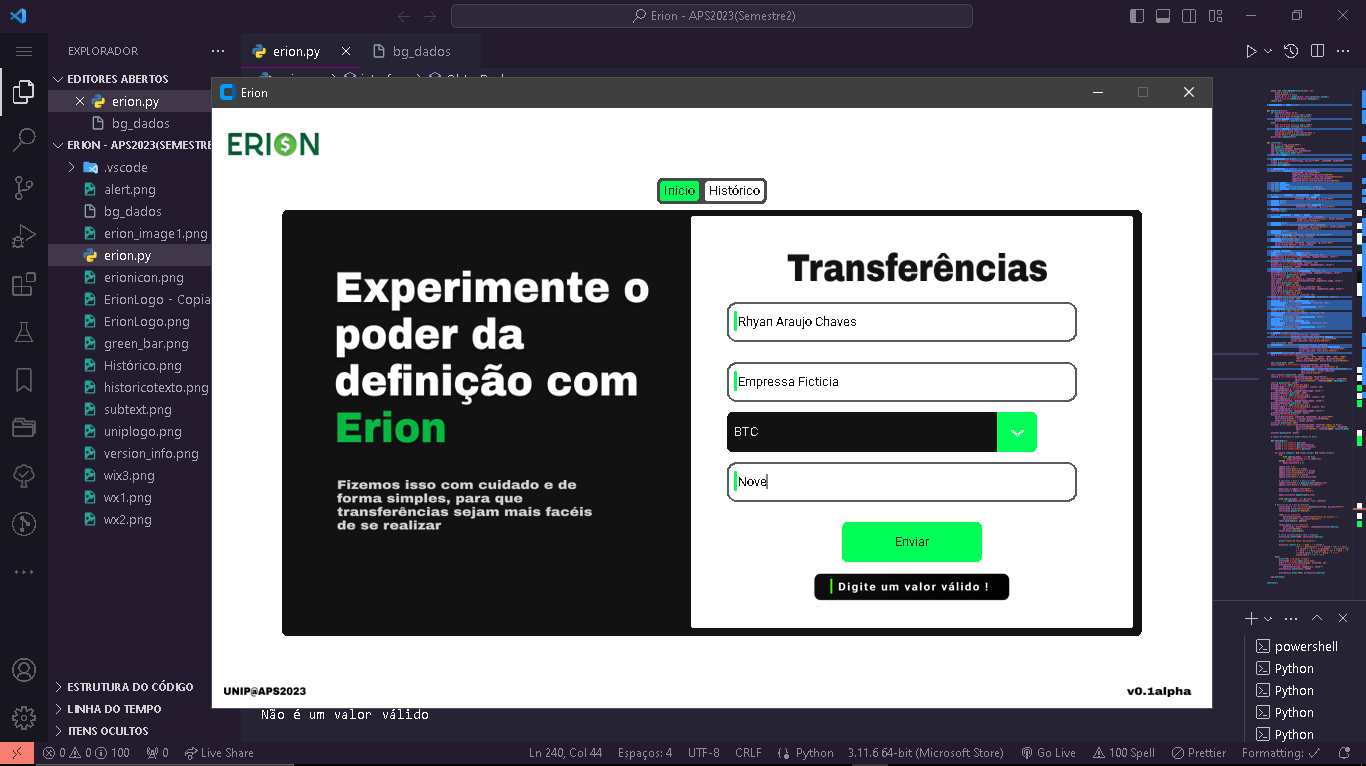 Erion - APS2023(Semestre2)
EXPLORADOR
erion.py
bg_dados
EDITORES ABERTOS
erion.py
bg_dados
ERION - APS2023(SEMESTRE
.vscode
alert.png
bg_dados
erion_image1.png
erion.py
erionicon.png
ErionLogo - Copia
ErionLogo.png
green_bar.png
Histórico.png
historicotexto.png
subtext.png
uniplogo.png
version_info.png
wix3.png
wx1.png
wx2.png
ESTRUTURA DO CÓDIGO
LINHA DO TEMPO
ITENS OCULTOS
Erion
ERI$N
Inicio
Histórico
Experimente o
poder da
definição com
Erion
Fizemos isso com cuidado e de
forma simples, para que
transferências sejam mais facéis
de se realizar
Transferências
Rhyan Araujo Chaves
Empressa Ficticia
BTC
Nove
Enviar
Digite um valor válido !
UNIP@APS2023
v0.1alpha
Não é um valor válido
powershell
Python
Python
Python
Python
0 0 100
0
Live Share
Ln 240, Col 44
Espaços: 4
UTF-8
CRLF
Python
3.11.6 64-bit (Microsoft Store)
Go Live
100 Spell
Prettier
Formatting: